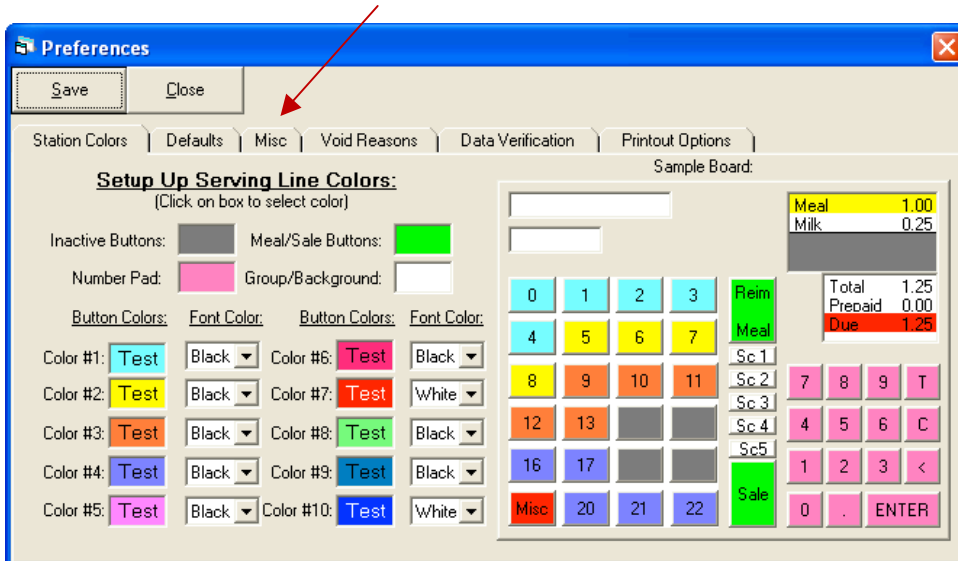 Preferences
Save Close
Station Colors Defaults Misc Void Reasons Data Verification Printout Options
Setup Up Serving Line Colors:
(Click on box to select color)
Inactive Buttons: Meal/Sale Buttons:
Number Pad: Group/Background:
Button Colors: Font Color: Button Colors: Font Color:
Color #1: Test Black Color #6: Test Black
Color #2: Test Black Color #7: Test White
Color #3: Test Black Color #8: Test Black
Color #4: Test Black Color #9: Test Black
Color #5: Test Black Color #10: Test White
Sample Board:
Meal 1.00
Milk 0.25
Total 1.25
Prepaid 0.00
Due 1.25
0 1 2 3
4 5 6 7
8 9 10 11
12 13
16 17
Misc 20 21 22
Reim
Meal
Sc 1
Sc 2
Sc 3
Sc 4
Sc5
Sale
7 8 9 T
4 5 6 C
1 2 3 <
0 . ENTER